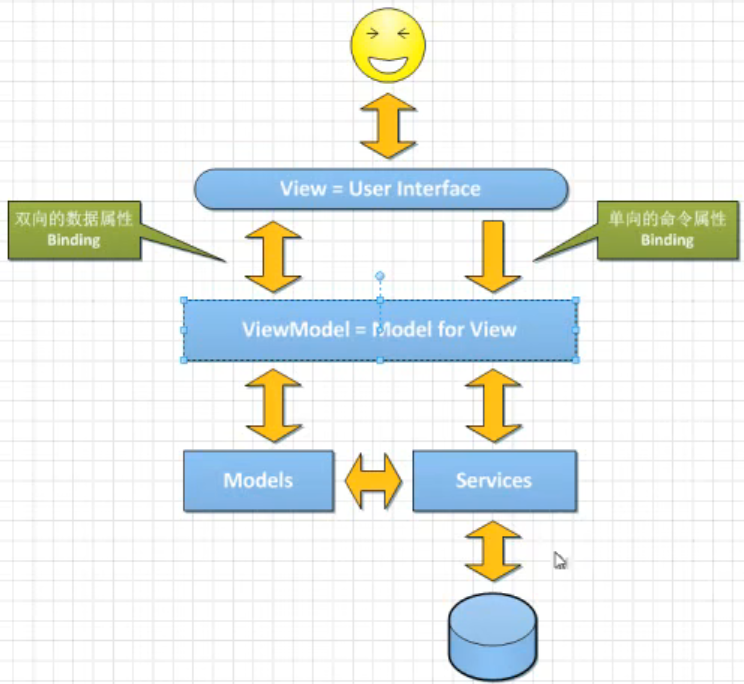 View = User Interface
双向的数据属性
Binding
单向的命令属性
Binding
ViewModel = Model for View
Models
Services